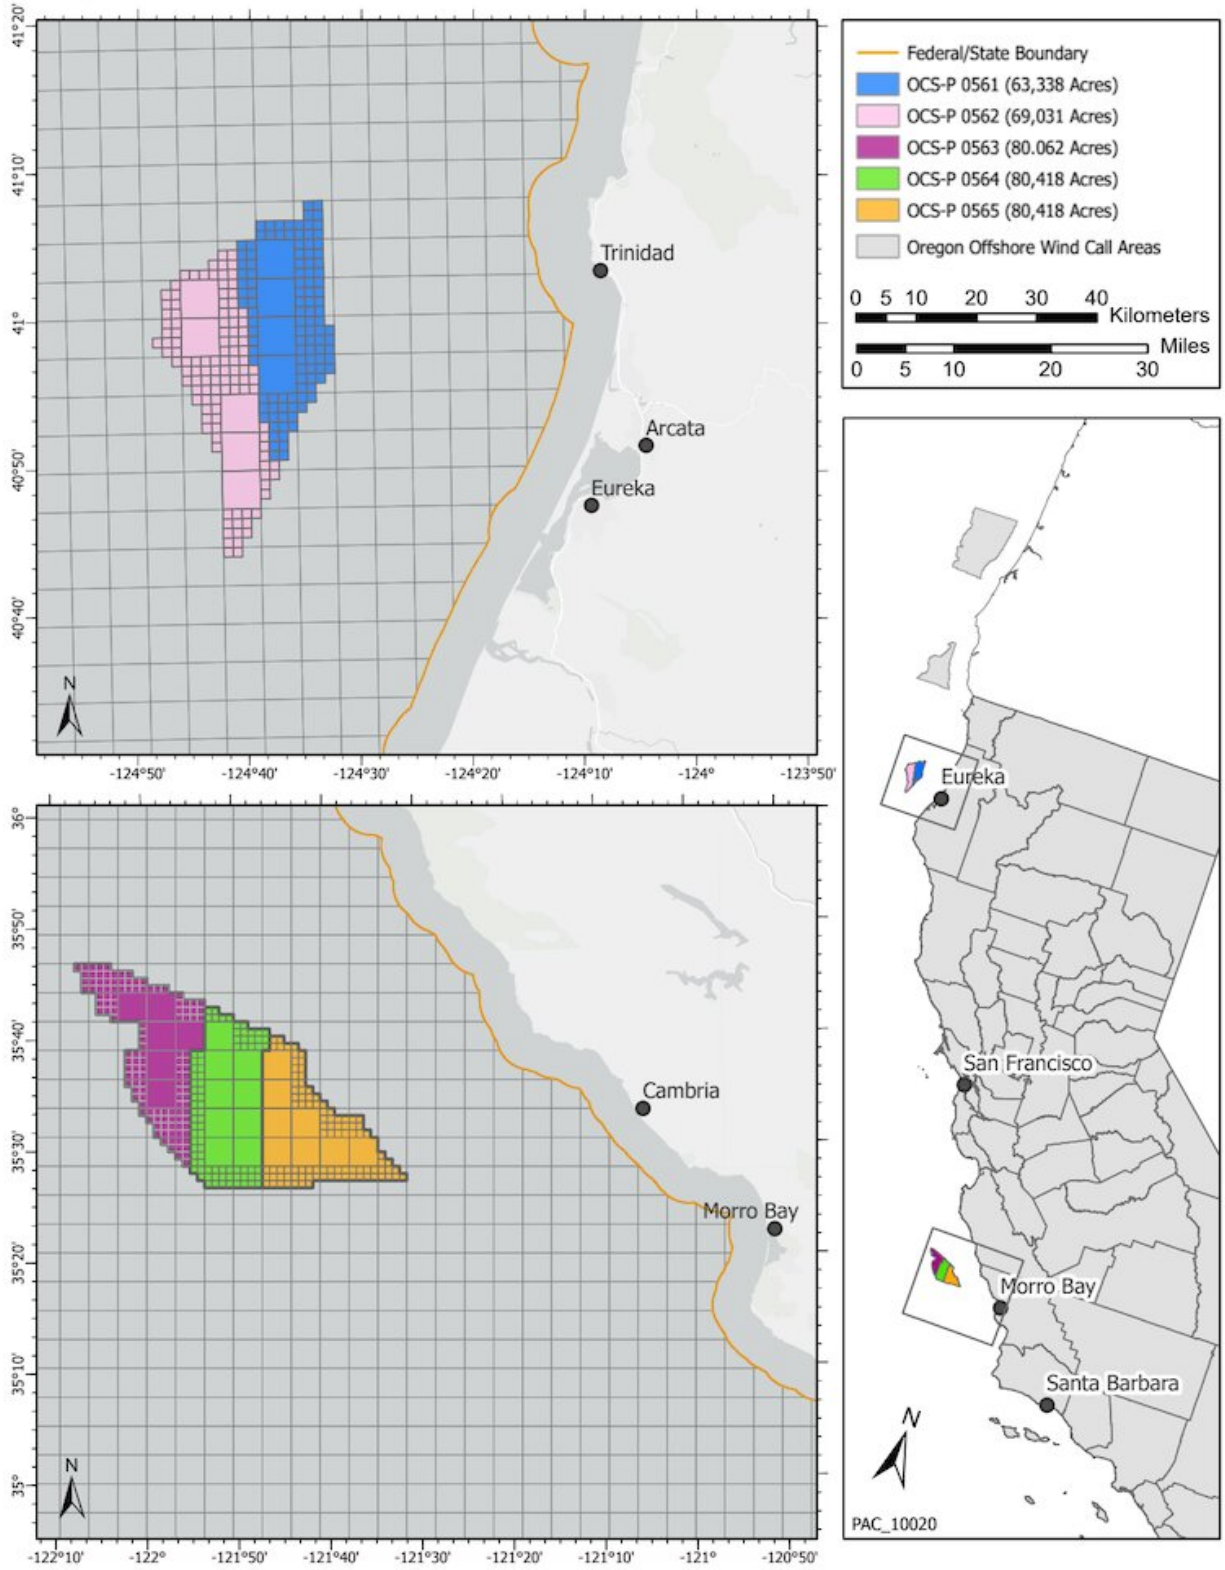 41°20'
41°10'
41°
40°50'
40°40'
Trinidad
Arcata
Eureka
N
-124°50'
-124°40'
-124°30'
-124°20'
-124°10'
-124°
-123°50'
36°
35°50'
35°40'
35°30'
35°20'
35°10'
35°
Cambria
Morro Bay
N
-122°10'
-122°
-121°50'
-121°40'
-121°30'
-121°20'
-121°10'
-121°
-120°50'
Federal/State Boundary
OCS-P 0561 (63,338 Acres)
OCS-P 0562 (69,031 Acres)
OCS-P 0563 (80.062 Acres)
OCS-P 0564 (80,418 Acres)
OCS-P 0565 (80,418 Acres)
Oregon Offshore Wind Call Areas
0 5 10 20 30 40
Kilometers
Miles
0 5 10 20 30
Eureka
San Francisco
Morro Bay
Santa Barbara
N
PAC_10020